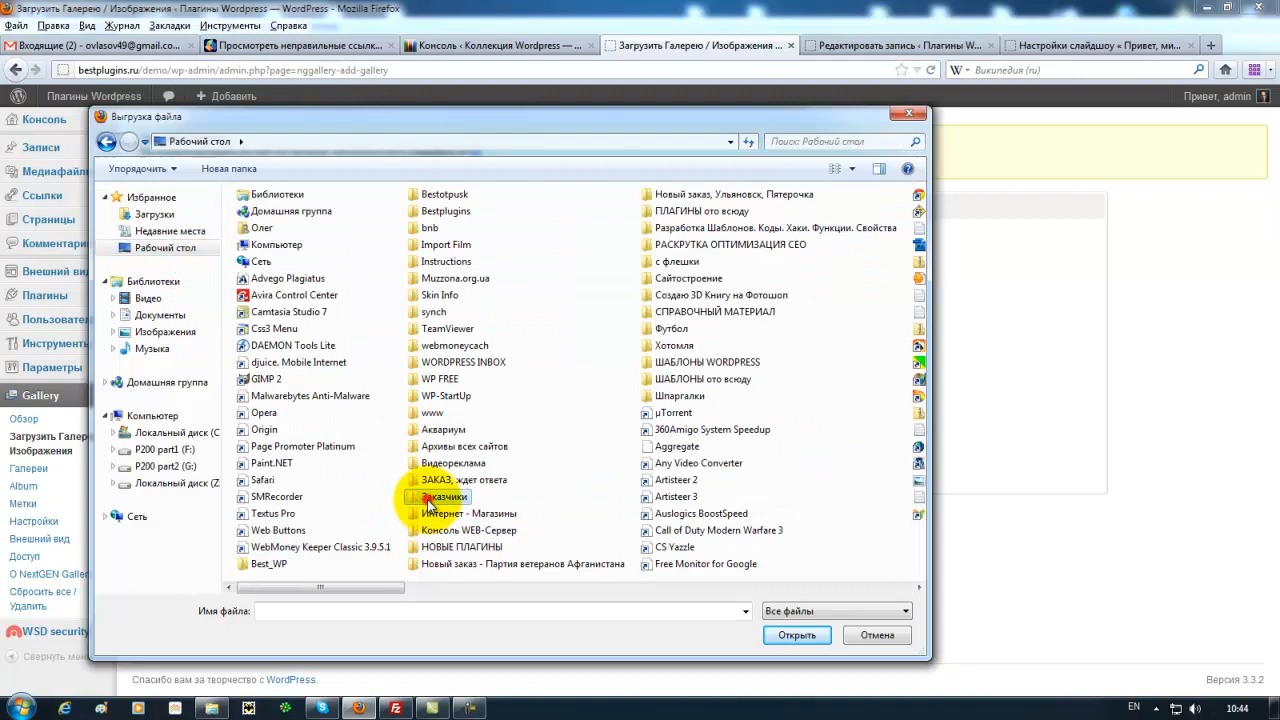 Загрузить Галерею / Изображения ‹ Плагины Wordpress — WordPress - Mozilla Firefox
Файл Правка Вид Журнал Закладки Инструменты Справка
Входящие (2) - ovlasov49@gmail.co...
Просмотреть неправильные ссылк...
Консоль ‹ Коллекция Wordpress — ...
Загрузить Галерею / Изображения ...
Редактировать запись ‹ Плагины W...
Настройки слайдшоу « Привет, ми...
bestplugins.ru/demo/wp-admin/admin.php?page=nggallery-add-gallery
Википедия (ru)
Плагины Wordpress
Добавить
Привет, admin
Консоль
Записи
Медиафай
Ссылки
Страницы
Комментар
Внешний ви
Плагины
Пользовате
Инструмент
Параметры
Gallery
Обзор
Загрузить Галер
Изображения
Галереи
Album
Метки
Настройки
Внешний вид
Доступ
О NextGEN Galler
Сбросить все /
Удалить
WSD security
Свернуть мен
Выгрузка файла
Рабочий стол
Поиск: Рабочий стол
Упорядочить
Новая папка
Избранное
Загрузки
Недавние места
Рабочий стол
Библиотеки
Видео
Документы
Изображения
Музыка
Домашняя группа
Компьютер
Локальный диск (C
P200 part1 (F:)
P200 part2 (G:)
Локальный диск (Z
Сеть
Библиотеки
Домашняя группа
Олег
Компьютер
Сеть
Advego Plagiatus
Avira Control Center
Camtasia Studio 7
Css3 Menu
DAEMON Tools Lite
djuice. Mobile Internet
GIMP 2
Malwarebytes Anti-Malware
Opera
Origin
Page Promoter Platinum
Paint.NET
Safari
SMRecorder
Textus Pro
Web Buttons
WebMoney Keeper Classic 3.9.5.1
Best_WP
Bestotpusk
Bestplugins
bnb
Import Film
Instructions
Muzzona.org.ua
Skin Info
synch
TeamViewer
webmoneycach
WORDPRESS INBOX
WP FREE
WP-StartUp
www
Аквариум
Архивы всех сайтов
Видеореклама
ЗАКАЗ, ждет ответа
Заказчики
Интернет - Магазины
Консоль WEB-Сервер
НОВЫЕ ПЛАГИНЫ
Новый заказ - Партия ветеранов Афганистана
Новый заказ, Ульяновск, Пятерочка
ПЛАГИНЫ ото всюду
Разработка Шаблонов. Коды. Хаки. Функции. Свойства
РАСКРУТКА ОПТИМИЗАЦИЯ СЕО
с флешки
Сайтостроение
Создаю 3D Книгу на Фотошоп
СПРАВОЧНЫЙ МАТЕРИАЛ
Футбол
Хотомля
ШАБЛОНЫ WORDPRESS
ШАБЛОНЫ ото всюду
Шпаргалки
µTorrent
360Amigo System Speedup
Aggregate
Any Video Converter
Artisteer 2
Artisteer 3
Auslogics BoostSpeed
Call of Duty Modern Warfare 3
CS Yazzle
Free Monitor for Google
Имя файла:
Все файлы
Открыть
Отмена
Спасибо вам за творчество с WordPress.
Версия 3.3.2
EN
10:44